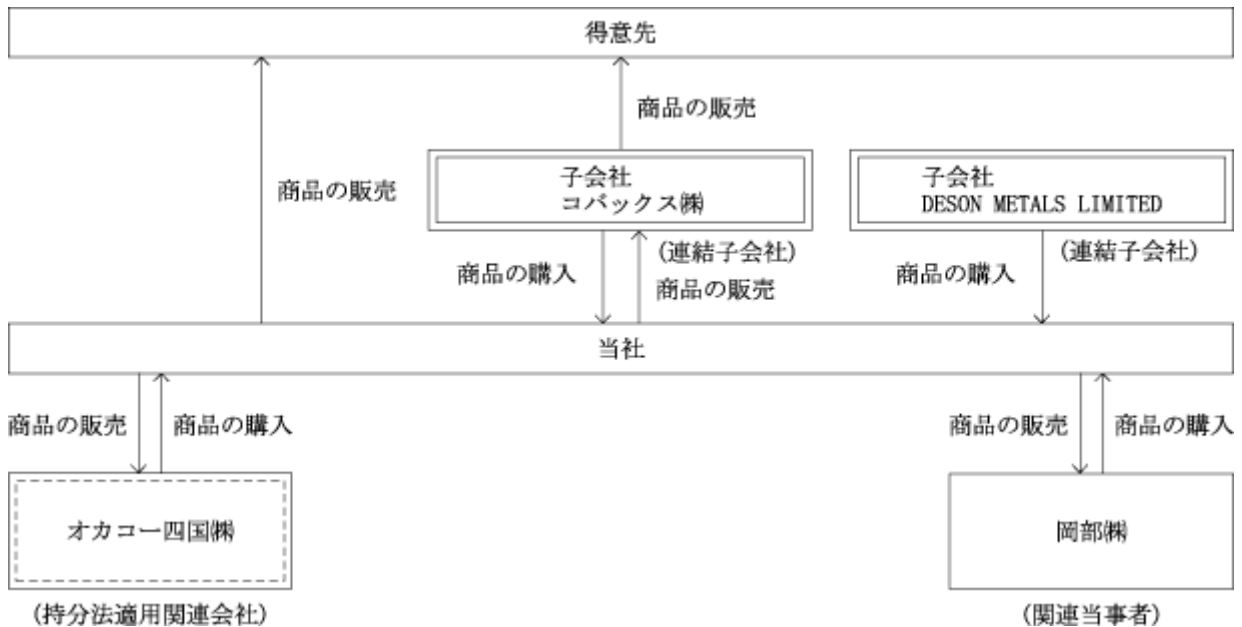 得意先
商品の販売
子会社
コバックス㈱
子会社
DESON METALS LIMITED
商品の販売
(連結子会社)
(連結子会社)
商品の購入
商品の販売
商品の購入
当社
商品の販売
商品の購入
商品の販売
商品の購入
オカコー四国㈱
岡部㈱
(持分法適用関連会社)
(関連当事者)